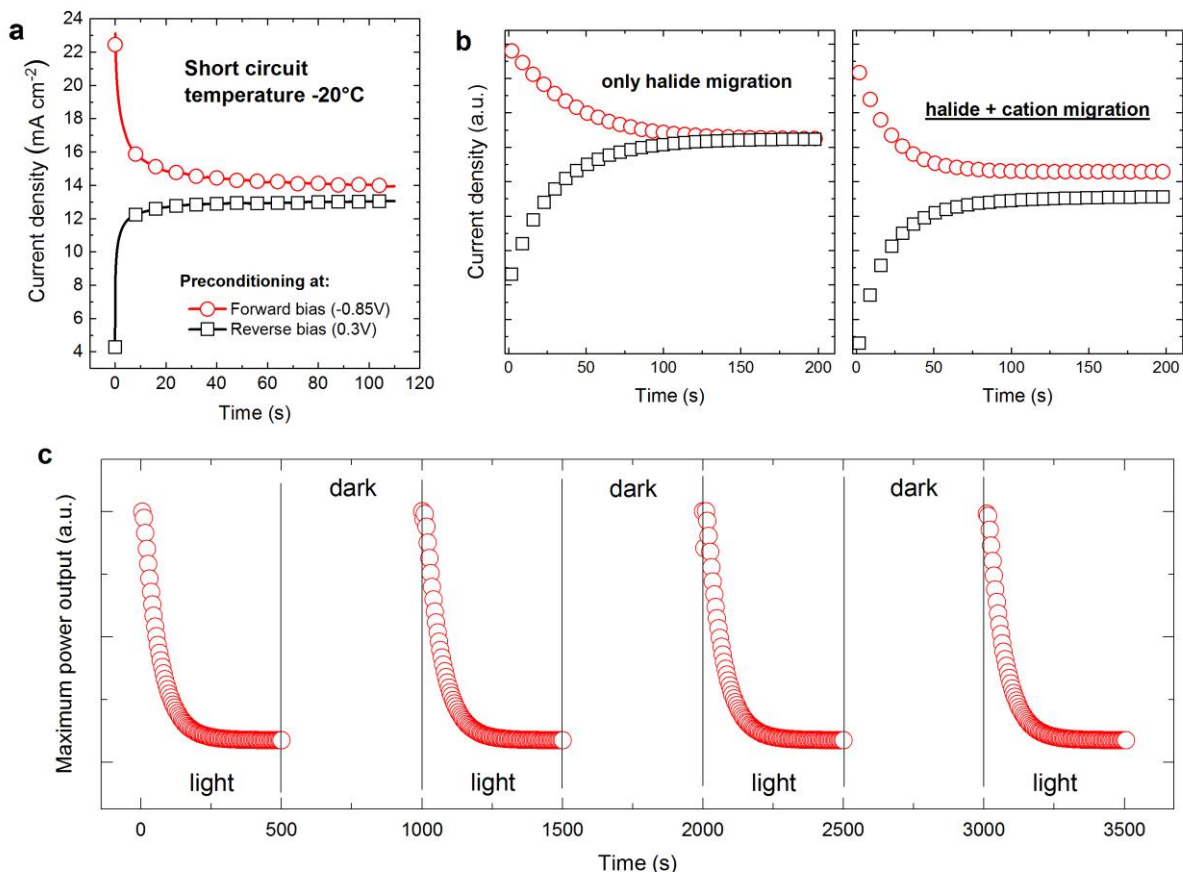 a
24
22
20
18
16
14
12
10
8
6
4
Current density (mA cm-2)
Short circuit
temperature -20°C
Preconditioning at:
Forward bias (-0.85V)
Reverse bias (0.3V)
0 20 40 60 80 100 120
Time (s)
b
Current density (a.u.)
only halide migration
0 50 100 150 200
Time (s)
halide + cation migration
0 50 100 150 200
Time (s)
c
Maximum power output (a.u.)
dark dark dark
light light light light
0 500 1000 1500 2000 2500 3000 3500
Time (s)